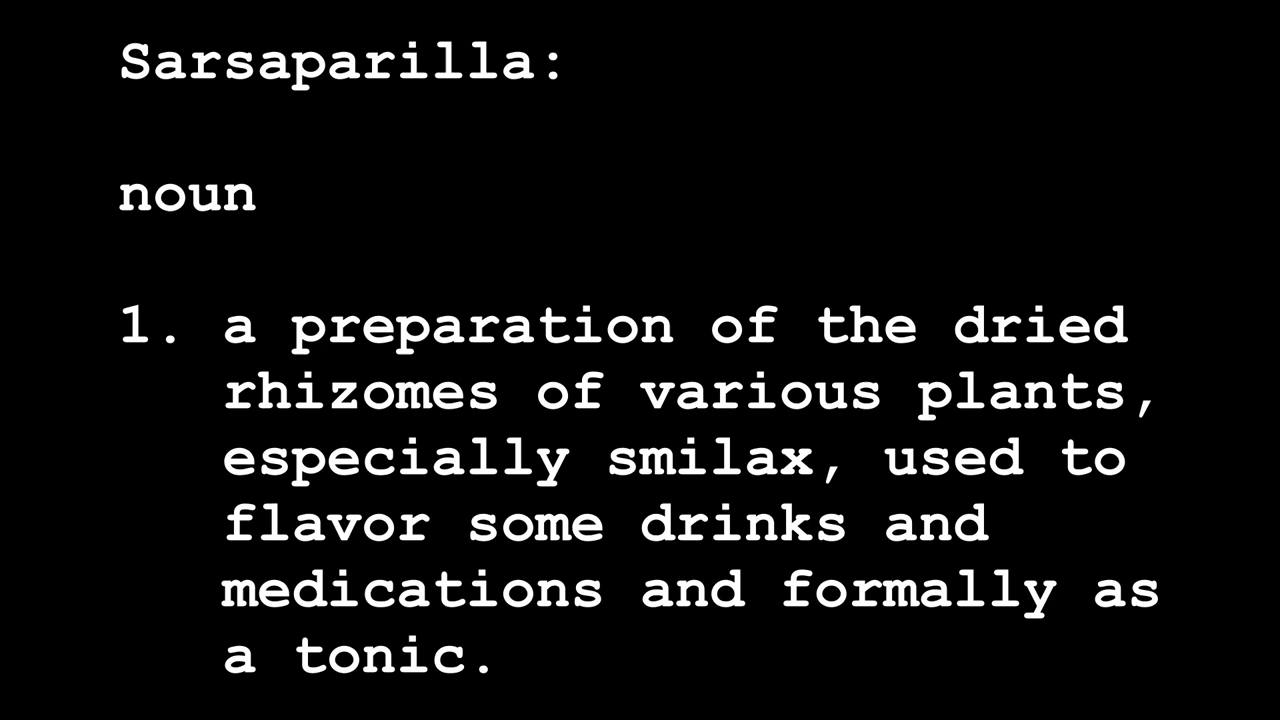 Sarsaparilla:
noun
1. a preparation of the dried
rhizomes of various plants,
especially smilax, used to
flavor some drinks and
medications and formally as
a tonic.